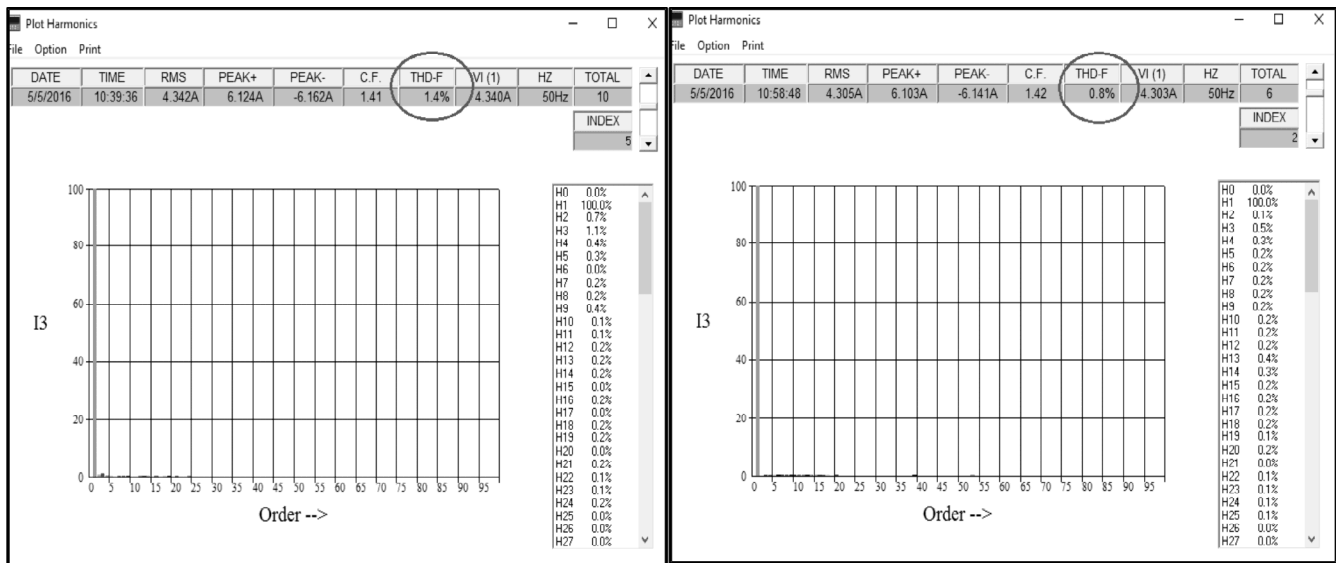 Plot Harmonics
File Option Print
DATE TIME RMS PEAK+ PEAK- C.F. THD-F VI (1) HZ TOTAL
5/5/2016 10:39:36 4.342A 6.124A -6.162A 1.41 1.4% 4.340A 50Hz 10
INDEX
5
100
80
60
I3
40
20
0
0 5 10 15 20 25 30 35 40 45 50 55 60 65 70 75 80 85 90 95
Order -->
H0 0.0%
H1 100.0%
H2 0.7%
H3 1.1%
H4 0.4%
H5 0.3%
H6 0.0%
H7 0.2%
H8 0.2%
H9 0.4%
H10 0.1%
H11 0.1%
H12 0.2%
H13 0.2%
H14 0.2%
H15 0.0%
H16 0.2%
H17 0.0%
H18 0.2%
H19 0.2%
H20 0.0%
H21 0.2%
H22 0.1%
H23 0.1%
H24 0.2%
H25 0.0%
H26 0.0%
H27 0.0%
Plot Harmonics
File Option Print
DATE TIME RMS PEAK+ PEAK- C.F. THD-F VI (1) HZ TOTAL
5/5/2016 10:58:48 4.305A 6.103A -6.141A 1.42 0.8% 4.303A 50Hz 6
INDEX
2
100
80
60
I3
40
20
0
0 5 10 15 20 25 30 35 40 45 50 55 60 65 70 75 80 85 90 95
Order -->
H0 0.0%
H1 100.0%
H2 0.1%
H3 0.5%
H4 0.3%
H5 0.2%
H6 0.2%
H7 0.2%
H8 0.2%
H9 0.2%
H10 0.2%
H11 0.2%
H12 0.2%
H13 0.4%
H14 0.3%
H15 0.2%
H16 0.2%
H17 0.2%
H18 0.2%
H19 0.1%
H20 0.2%
H21 0.0%
H22 0.1%
H23 0.1%
H24 0.1%
H25 0.1%
H26 0.0%
H27 0.0%